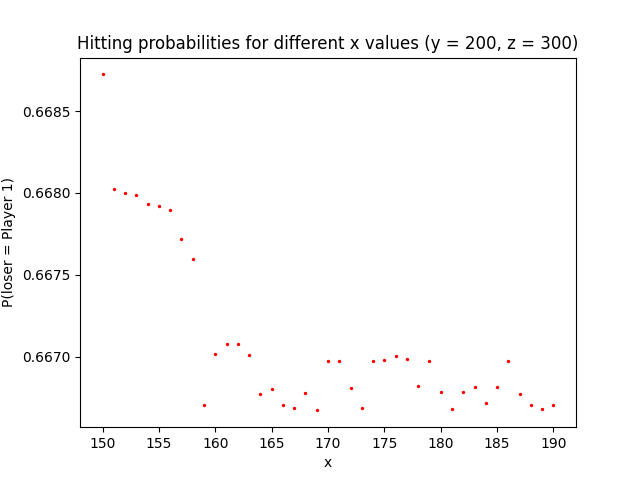 Hitting probabilities for different x values (y = 200, z = 300)
P(loser = Player 1)
0.6685
0.6680
0.6675
0.6670
150 155 160 165 170 175 180 185 190
x